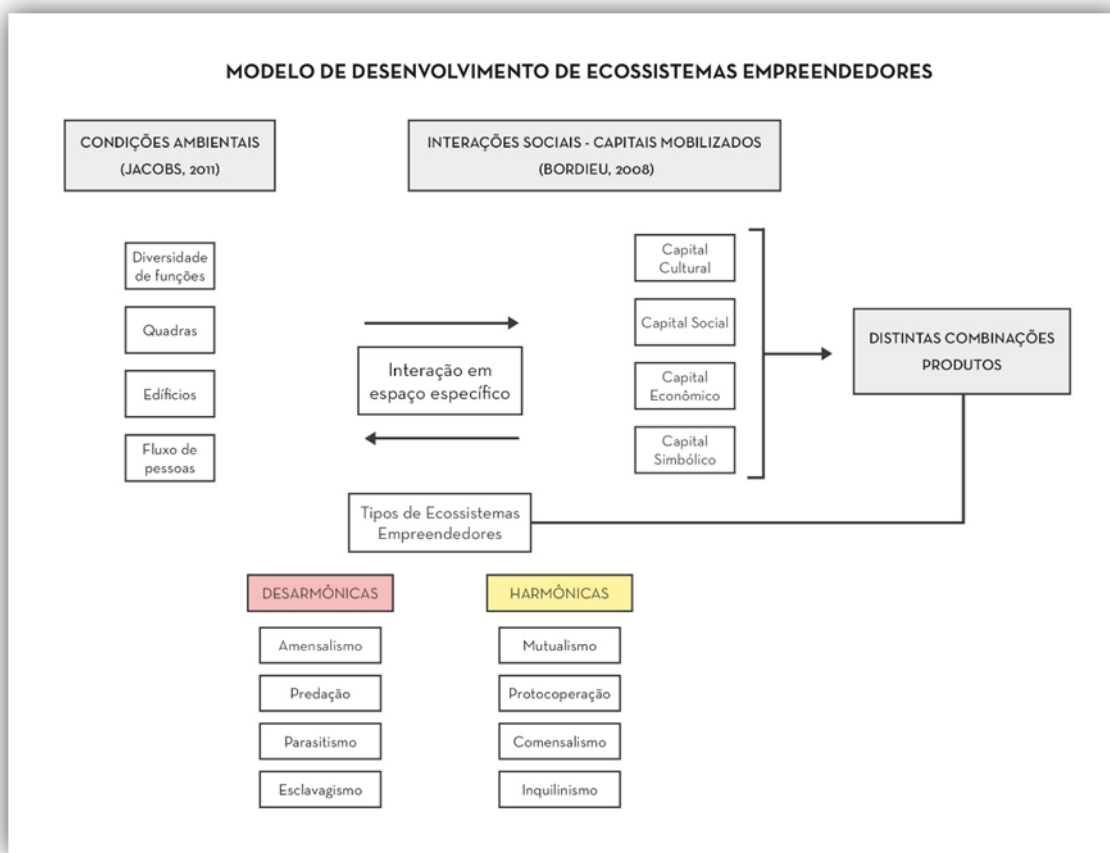 MODELO DE DESENVOLVIMENTO DE ECOSSISTEMAS EMPREENDEDORES
CONDIÇÕES AMBIENTAIS
(JACOBS, 2011)
INTERAÇÕES SOCIAIS - CAPITAIS MOBILIZADOS
(BORDIEU, 2008)
Diversidade
de funções
Quadras
Edíficios
Fluxo de
pessoas
Interação em
espaço específico
Capital
Cultural
Capital Social
Capital
Econômico
Capital
Simbólico
DISTINTAS COMBINAÇÕES
PRODUTOS
Tipos de Ecossistemas
Empreendedores
DESARMÔNICAS
Amensalismo
Predação
Parasitismo
Esclavagismo
HARMÔNICAS
Mutualismo
Protocoperação
Comensalismo
Inquilinismo